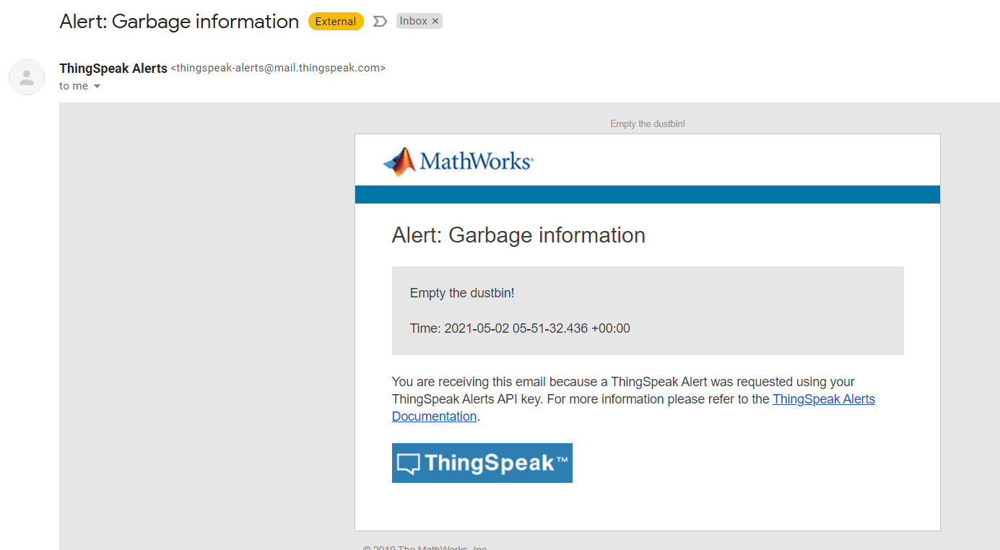 Alert: Garbage information External Inbox ×
ThingSpeak Alerts <thingspeak-alerts@mail.thingspeak.com>
to me
Empty the dustbin!
MathWorks®
Alert: Garbage information
Empty the dustbin!
Time: 2021-05-02 05-51-32.436 +00:00
You are receiving this email because a ThingSpeak Alert was requested using your
ThingSpeak Alerts API key. For more information please refer to the ThingSpeak Alerts
Documentation.
ThingSpeak™
© 2019 The MathWorks, Inc.